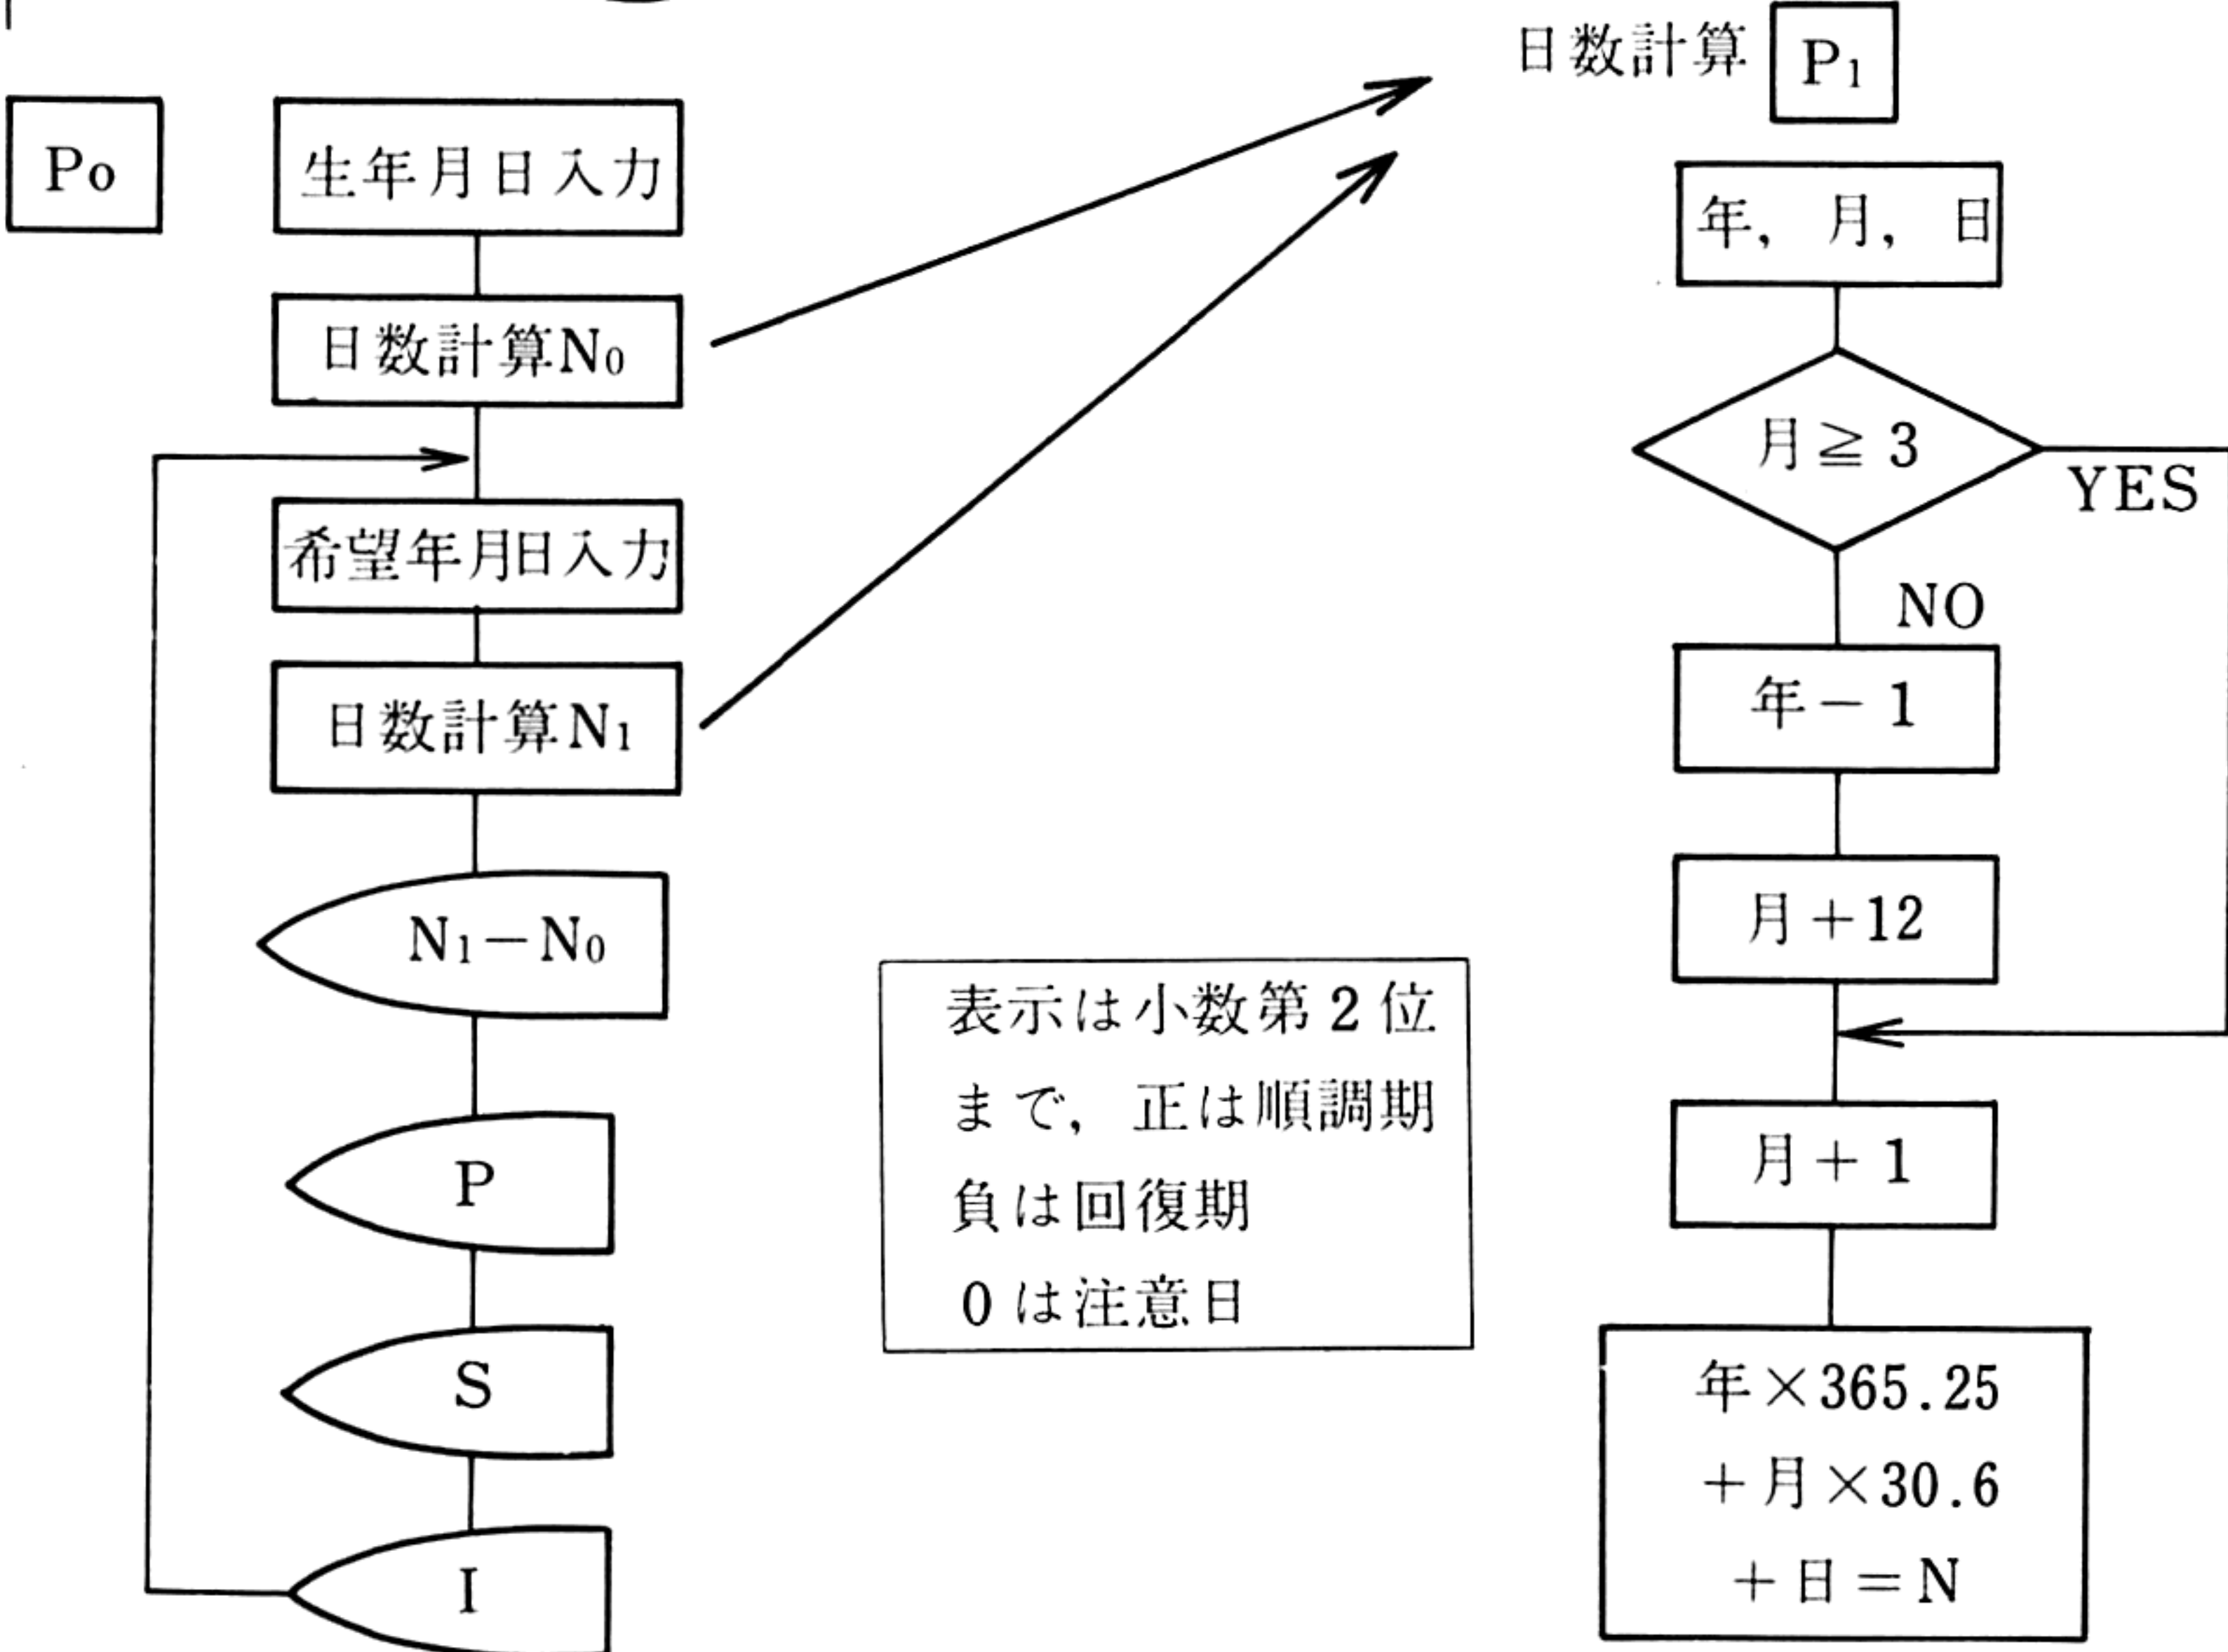 Po
生年月日入力
日数計算N0
希望年月日入力
日数計算N1
N1－N0
P
S
I
表示は小数第2位
まで，正は順調期
負は回復期
0は注意日
日数計算 P1
年，月，日
月≧3
YES
NO
年－1
月＋12
月＋1
年×365.25
＋月×30.6
＋日＝N